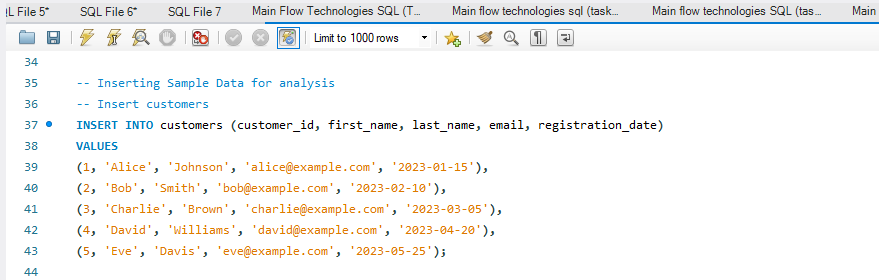 QL File 5* SQL File 6* SQL File 7 Main Flow Technologies SQL (T... Main flow technologies sql (task... Main flow technologies SQL (tas... Main
Limit to 1000 rows
34
35 -- Inserting Sample Data for analysis
36 -- Insert customers
37 INSERT INTO customers (customer_id, first_name, last_name, email, registration_date)
38 VALUES
39 (1, 'Alice', 'Johnson', 'alice@example.com', '2023-01-15'),
40 (2, 'Bob', 'Smith', 'bob@example.com', '2023-02-10'),
41 (3, 'Charlie', 'Brown', 'charlie@example.com', '2023-03-05'),
42 (4, 'David', 'Williams', 'david@example.com', '2023-04-20'),
43 (5, 'Eve', 'Davis', 'eve@example.com', '2023-05-25');
44